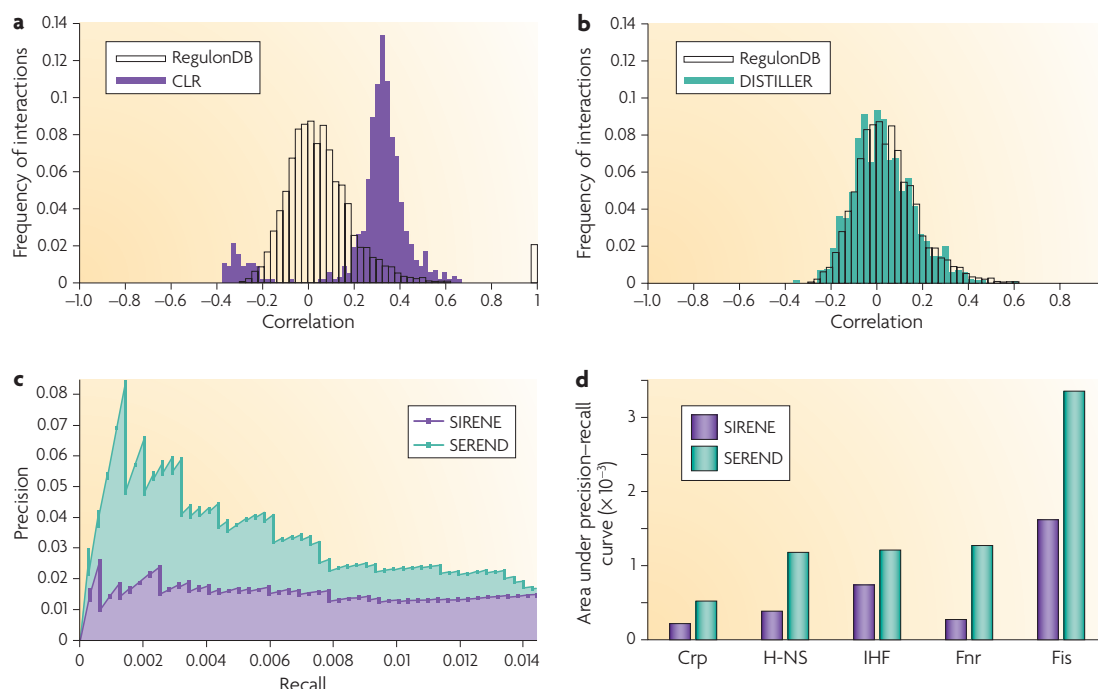 a
0.14
0.12
0.1
0.08
0.06
0.04
0.02
0
Frequency of interactions
RegulonDB
CLR
–1.0 –0.8 –0.6 –0.4 –0.2 0 0.2 0.4 0.6 0.8 1
Correlation
b
0.14
0.12
0.1
0.08
0.06
0.04
0.02
0
Frequency of interactions
RegulonDB
DISTILLER
–1.0 –0.8 –0.6 –0.4 –0.2 0 0.2 0.4 0.6 0.8
Correlation
c
0.08
0.07
0.06
0.05
0.04
0.03
0.02
0.01
0
Precision
SIRENE
SEREND
0 0.002 0.004 0.006 0.008 0.01 0.012 0.014
Recall
d
3
2
1
0
Area under precision–recall
curve (× 10⁻³)
SIRENE
SEREND
Crp H-NS IHF Fnr Fis